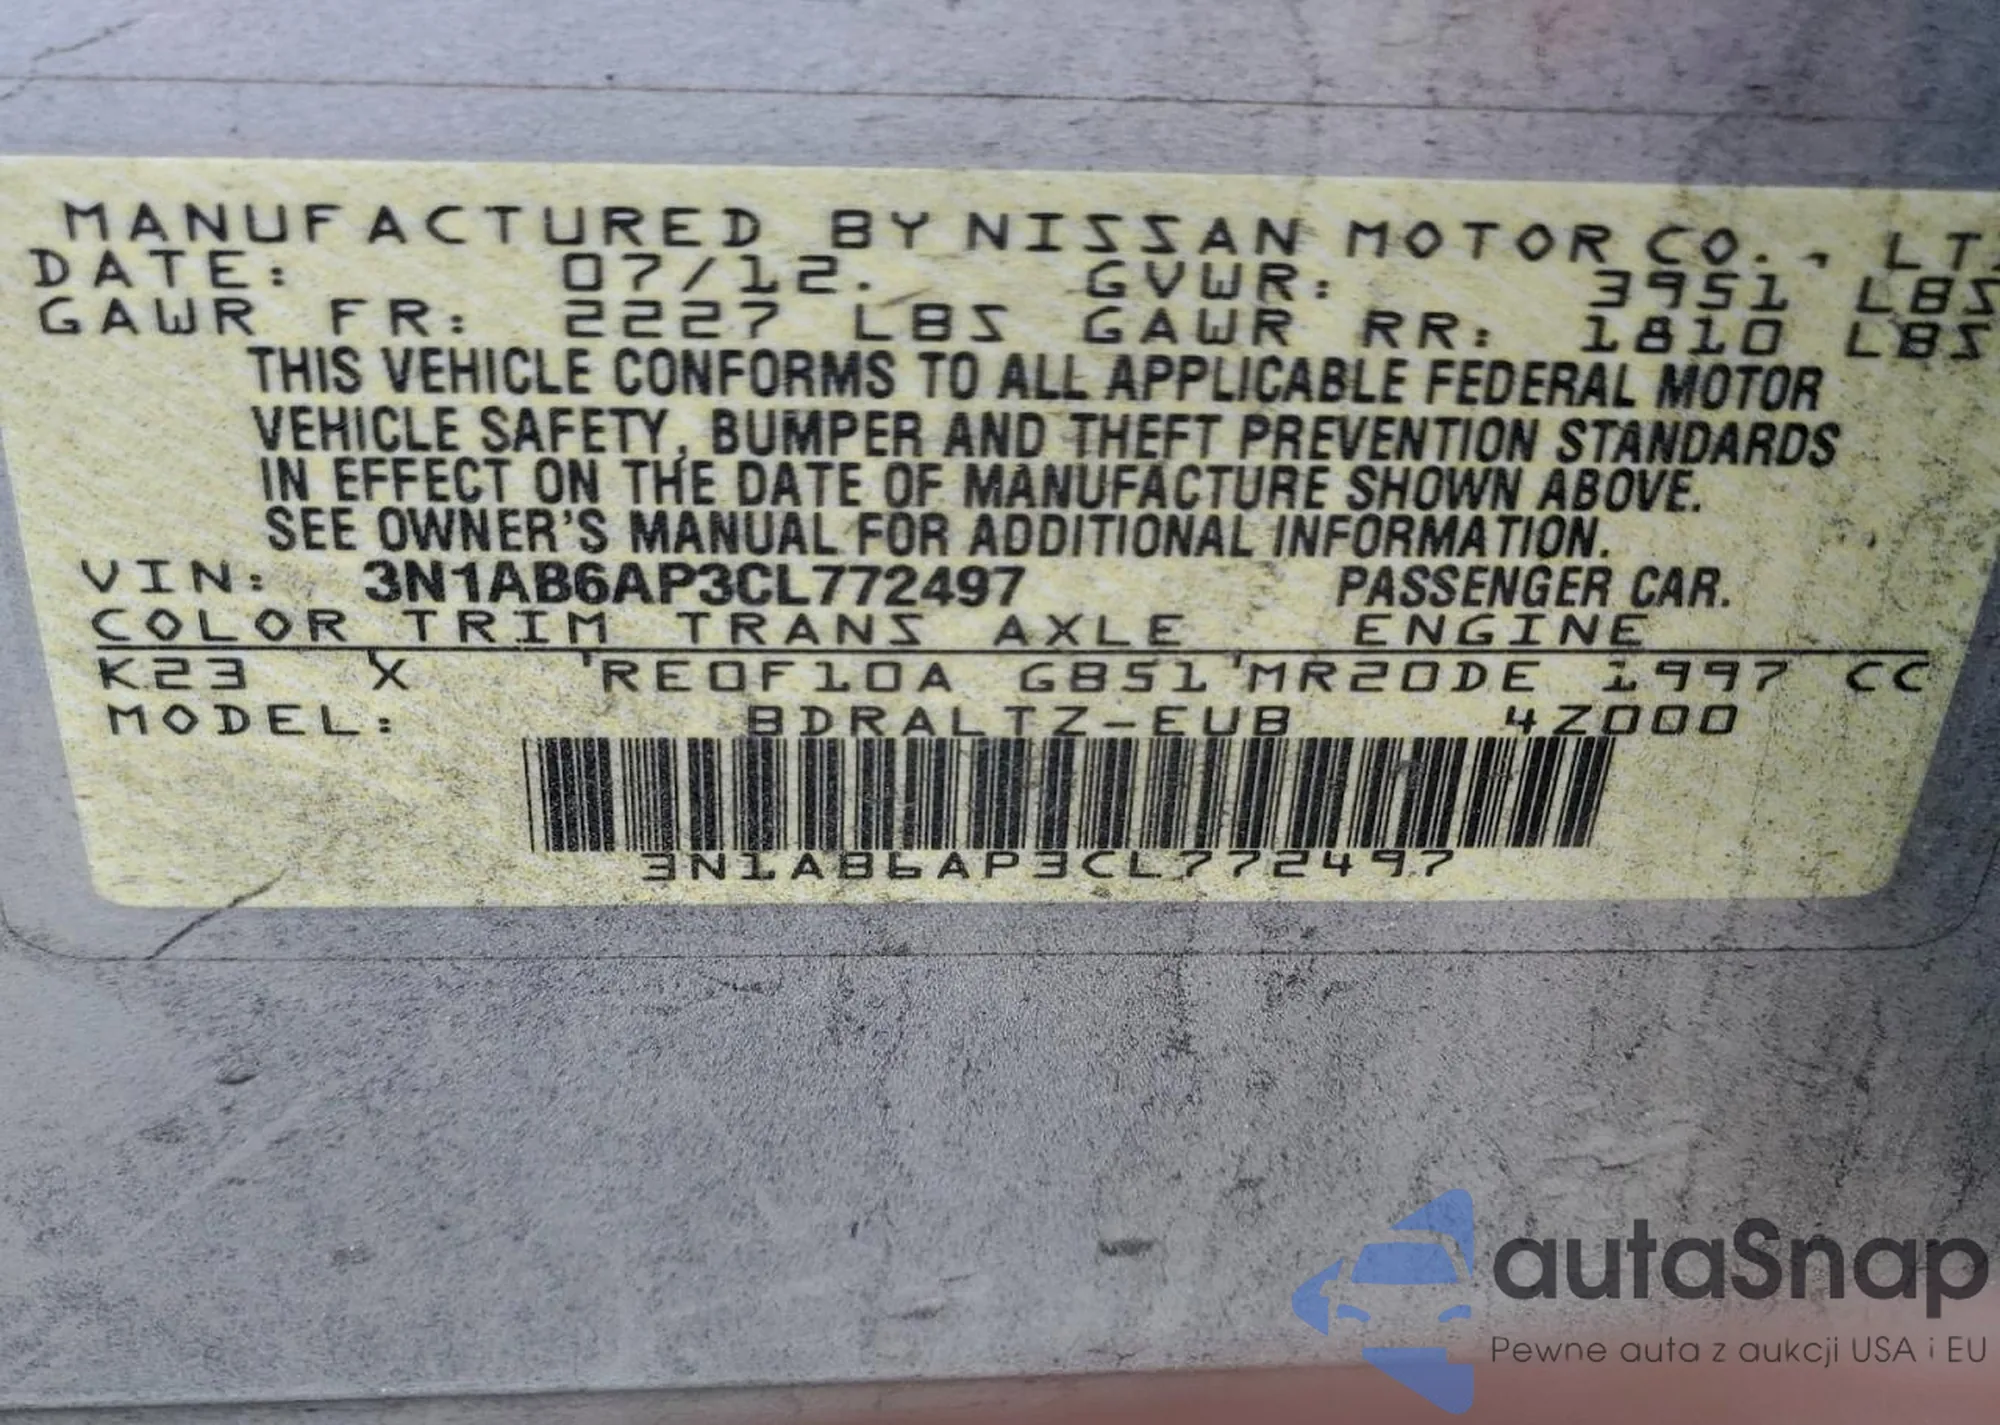 MANUFACTURED BY NISSAN MOTOR CO., LT
DATE: 07/12. GVWR: 3951 LBS
GAWR FR: 2227 LBS GAWR RR: 1810 LBS
THIS VEHICLE CONFORMS TO ALL APPLICABLE FEDERAL MOTOR
VEHICLE SAFETY, BUMPER AND THEFT PREVENTION STANDARDS
IN EFFECT ON THE DATE OF MANUFACTURE SHOWN ABOVE.
SEE OWNER'S MANUAL FOR ADDITIONAL INFORMATION.
VIN: 3N1AB6AP3CL772497 PASSENGER CAR.
COLOR TRIM TRANS AXLE ENGINE
K23 X 'RE0F10A GB51'MR20DE 1997 CC
MODEL: BDRALTZ-EUB 4Z000
3N1AB6AP3CL772497
autaSnap
Pewne auta z aukcji USA i EU